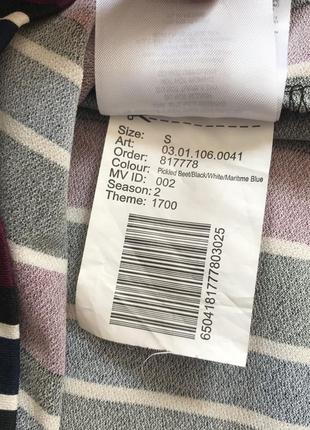 Size: S
Art: 03.01.106.0041
Order: 817778
Colour: Pickled Beet/Black/White/Maritime Blue
MV ID: 002
Season: 2
Theme: 1700
6504181777803025